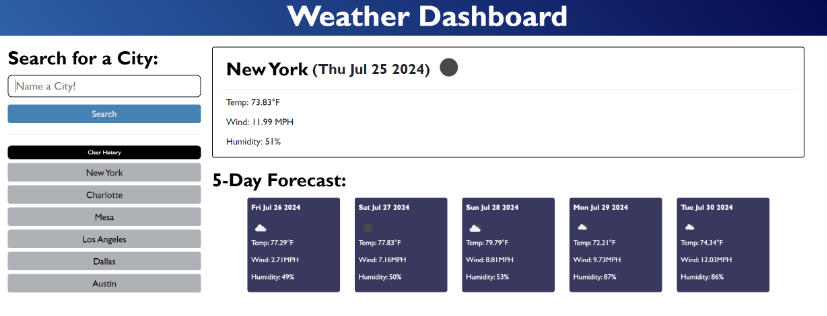 Weather Dashboard
Search for a City:
Name a City!
Search
Clear History
New York
Charlotte
Mesa
Los Angeles
Dallas
Austin
New York (Thu Jul 25 2024)
Temp: 73.83°F
Wind: 11.99 MPH
Humidity: 51%
5-Day Forecast:
Fri Jul 26 2024
Temp: 77.29°F
Wind: 2.71MPH
Humidity: 49%
Sat Jul 27 2024
Temp: 77.83°F
Wind: 7.16MPH
Humidity: 50%
Sun Jul 28 2024
Temp: 79.79°F
Wind: 8.81MPH
Humidity: 53%
Mon Jul 29 2024
Temp: 72.21°F
Wind: 9.73MPH
Humidity: 87%
Tue Jul 30 2024
Temp: 74.34°F
Wind: 12.03MPH
Humidity: 86%